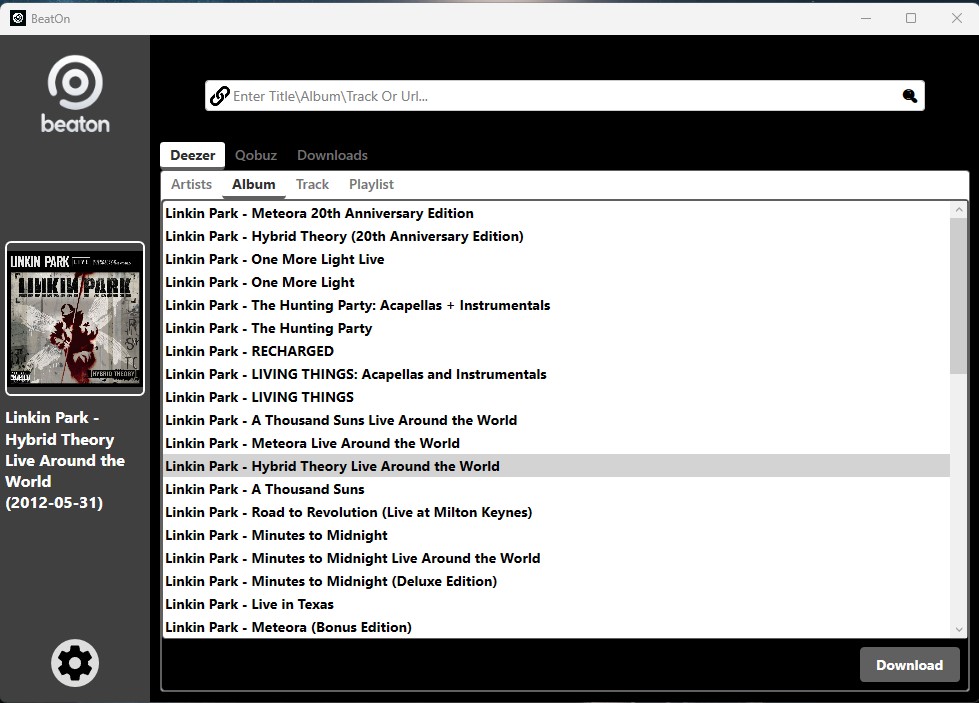 BeatOn
beaton
Enter Title\Album\Track Or Url...
Deezer Qobuz Downloads
Artists Album Track Playlist
Linkin Park - Meteora 20th Anniversary Edition
Linkin Park - Hybrid Theory (20th Anniversary Edition)
Linkin Park - One More Light Live
Linkin Park - One More Light
Linkin Park - The Hunting Party: Acapellas + Instrumentals
Linkin Park - The Hunting Party
Linkin Park - RECHARGED
Linkin Park - LIVING THINGS: Acapellas and Instrumentals
Linkin Park - LIVING THINGS
Linkin Park - A Thousand Suns Live Around the World
Linkin Park - Meteora Live Around the World
Linkin Park - Hybrid Theory Live Around the World
Linkin Park - A Thousand Suns
Linkin Park - Road to Revolution (Live at Milton Keynes)
Linkin Park - Minutes to Midnight
Linkin Park - Minutes to Midnight Live Around the World
Linkin Park - Minutes to Midnight (Deluxe Edition)
Linkin Park - Live in Texas
Linkin Park - Meteora (Bonus Edition)
LINKIN PARK LIVE
LINKIN PARK
HYBRID THEORY
Linkin Park -
Hybrid Theory
Live Around the
World
(2012-05-31)
Download